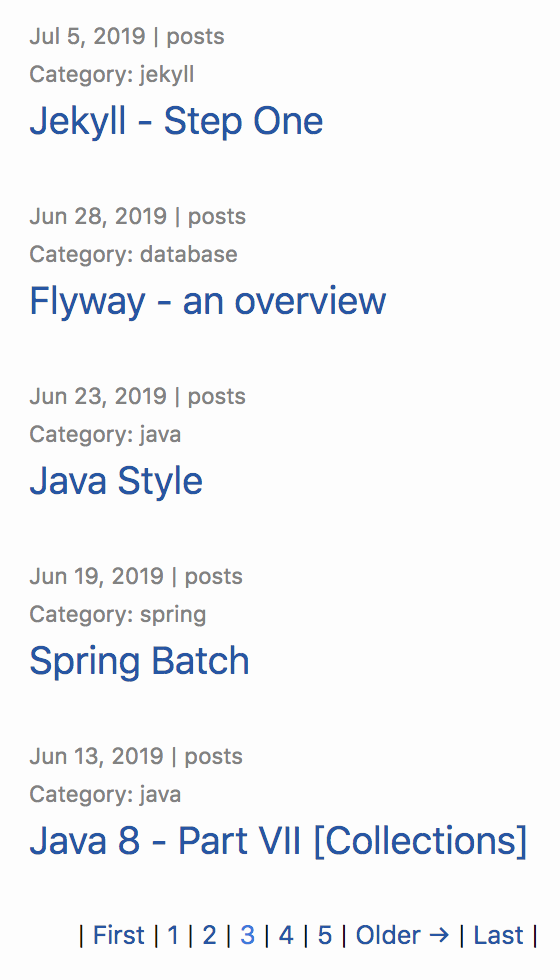 Jul 5, 2019 | posts
Category: jekyll
Jekyll - Step One
Jun 28, 2019 | posts
Category: database
Flyway - an overview
Jun 23, 2019 | posts
Category: java
Java Style
Jun 19, 2019 | posts
Category: spring
Spring Batch
Jun 13, 2019 | posts
Category: java
Java 8 - Part VII [Collections]
| First | 1 | 2 | 3 | 4 | 5 | Older → | Last |